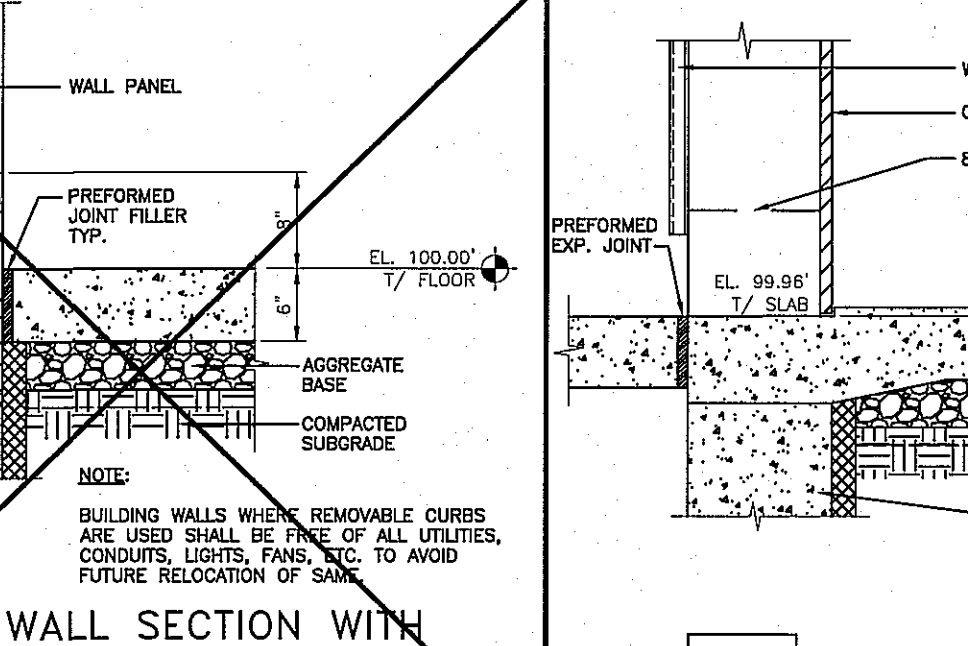 WALL PANEL
PREFORMED
JOINT FILLER
TYP.
8"
EL. 100.00'
T/ FLOOR
6"
AGGREGATE
BASE
COMPACTED
SUBGRADE
NOTE:
BUILDING WALLS WHERE REMOVABLE CURBS
ARE USED SHALL BE FREE OF ALL UTILITIES,
CONDUITS, LIGHTS, FANS, ETC. TO AVOID
FUTURE RELOCATION OF SAME.
WALL SECTION WITH
PREFORMED
EXP. JOINT
EL. 99.96'
T/ SLAB